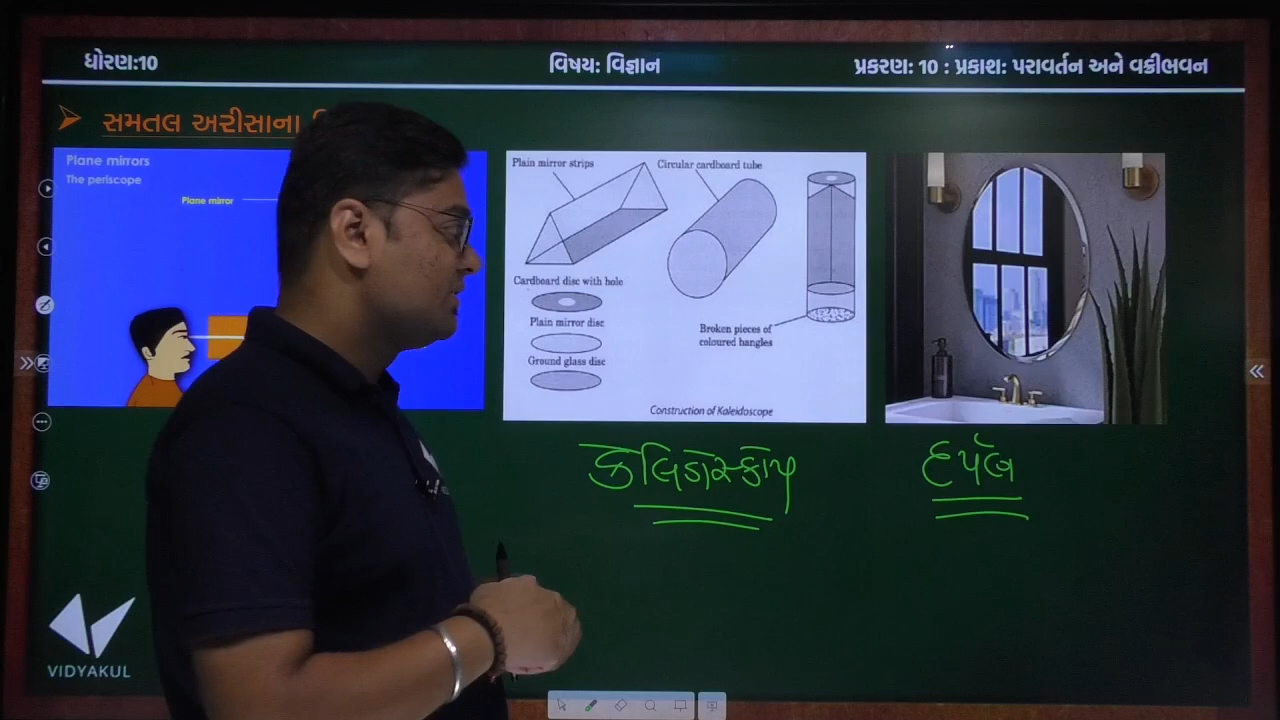 ધોરણ:10
વિષય: વિજ્ઞાન
પ્રકરણ: 10 : પ્રકાશ: પરાવર્તન અને વક્રીભવન
સમતલ અરીસાના
Plane mirrors
The periscope
Plane mirror
Plain mirror strips
Circular cardboard tube
Cardboard disc with hole
Plain mirror disc
Ground glass disc
Broken pieces of
coloured bangles
Construction of Kaleidoscope
કેલિડોસ્કોપ
VIDYAKUL